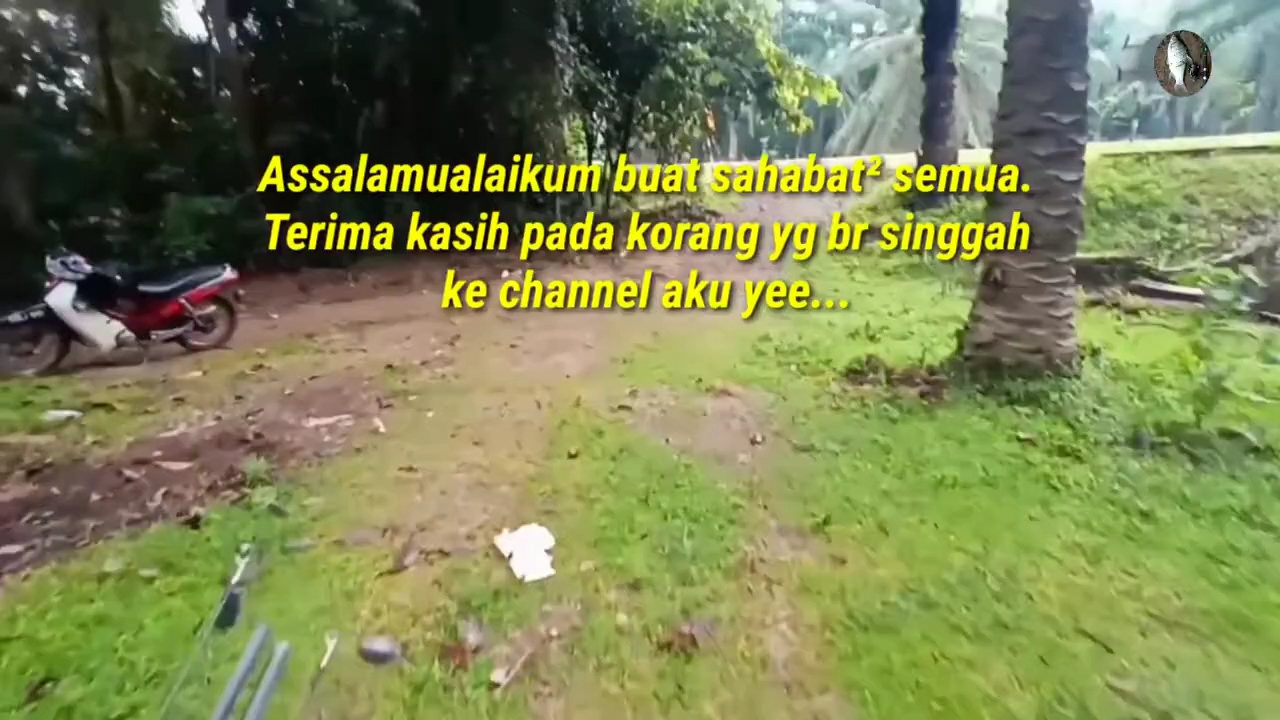 Assalamualaikum buat sahabat² semua.
Terima kasih pada korang yg br singgah
ke channel aku yee...